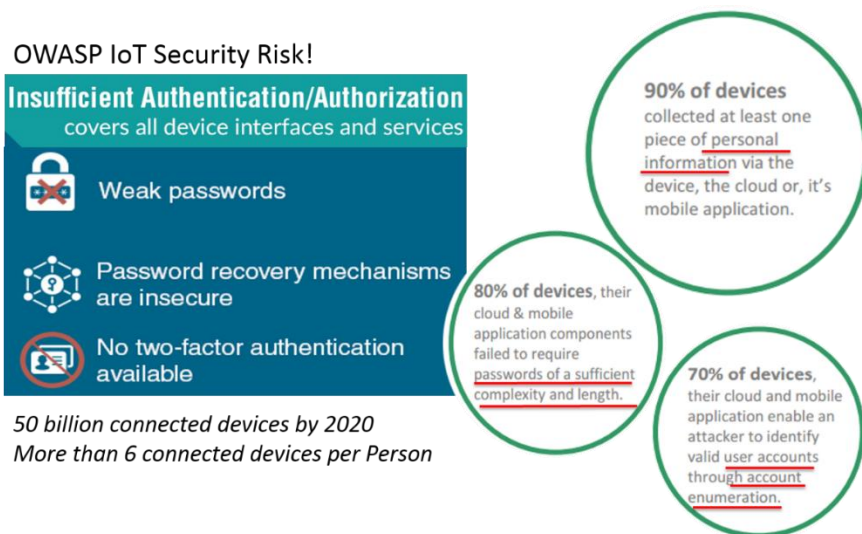 OWASP IoT Security Risk!
Insufficient Authentication/Authorization
covers all device interfaces and services
Weak passwords
Password recovery mechanisms
are insecure
No two-factor authentication
available
50 billion connected devices by 2020
More than 6 connected devices per Person
90% of devices
collected at least one
piece of personal
information via the
device, the cloud or, it's
mobile application.
80% of devices, their
cloud & mobile
application components
failed to require
passwords of a sufficient
complexity and length.
70% of devices,
their cloud and mobile
application enable an
attacker to identify
valid user accounts
through account
enumeration.